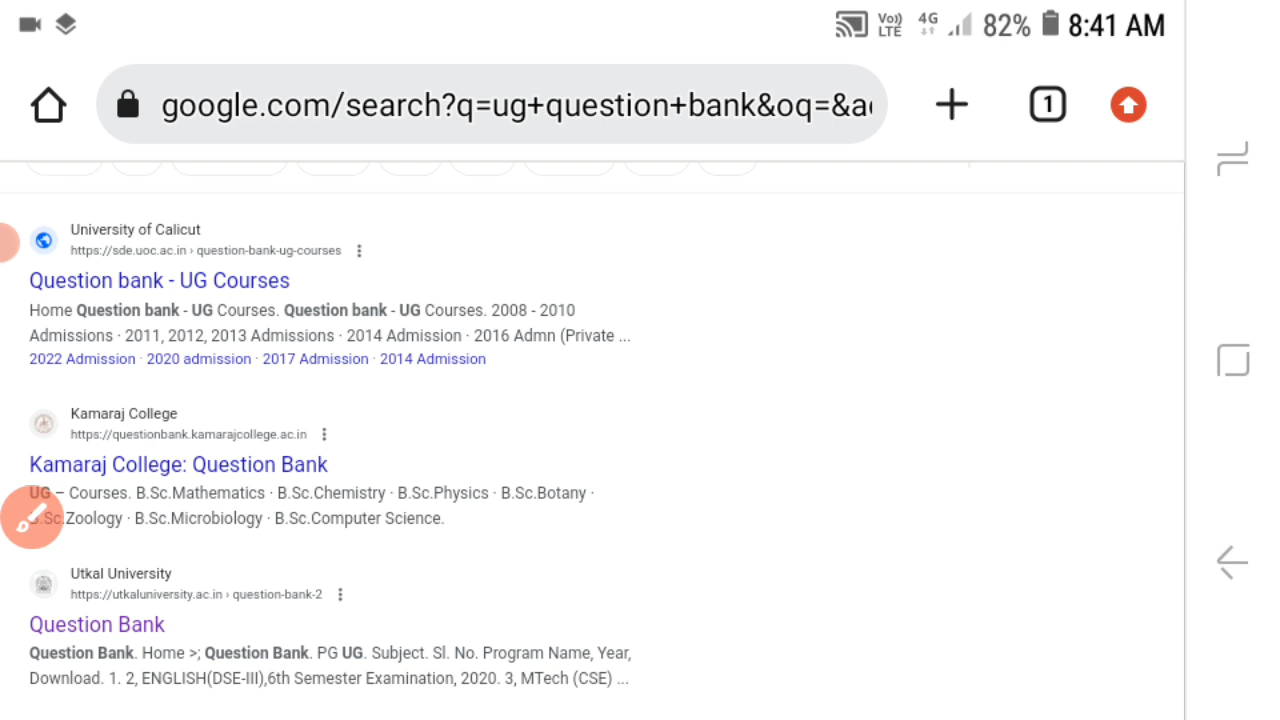 Vo)) LTE 4G 82% 8:41 AM
google.com/search?q=ug+question+bank&oq=&a
1
University of Calicut
https://sde.uoc.ac.in › question-bank-ug-courses
Question bank - UG Courses
Home Question bank - UG Courses. Question bank - UG Courses. 2008 - 2010
Admissions · 2011, 2012, 2013 Admissions · 2014 Admission · 2016 Admn (Private ...
2022 Admission · 2020 admission · 2017 Admission · 2014 Admission
Kamaraj College
https://questionbank.kamarajcollege.ac.in
Kamaraj College: Question Bank
UG – Courses. B.Sc.Mathematics · B.Sc.Chemistry · B.Sc.Physics · B.Sc.Botany ·
B.Sc.Zoology · B.Sc.Microbiology · B.Sc.Computer Science.
Utkal University
https://utkaluniversity.ac.in › question-bank-2
Question Bank
Question Bank. Home >; Question Bank. PG UG. Subject. Sl. No. Program Name, Year,
Download. 1. 2, ENGLISH(DSE-III),6th Semester Examination, 2020. 3, MTech (CSE) ...